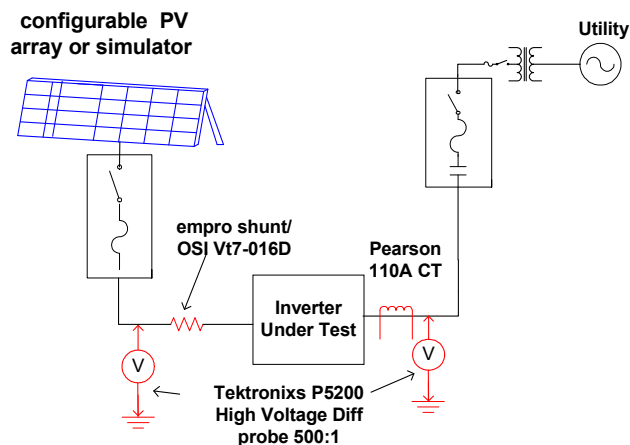 configurable PV
array or simulator
Utility
empro shunt/
OSI Vt7-016D
Pearson
110A CT
Inverter
Under Test
V
V
Tektronixs P5200
High Voltage Diff
probe 500:1